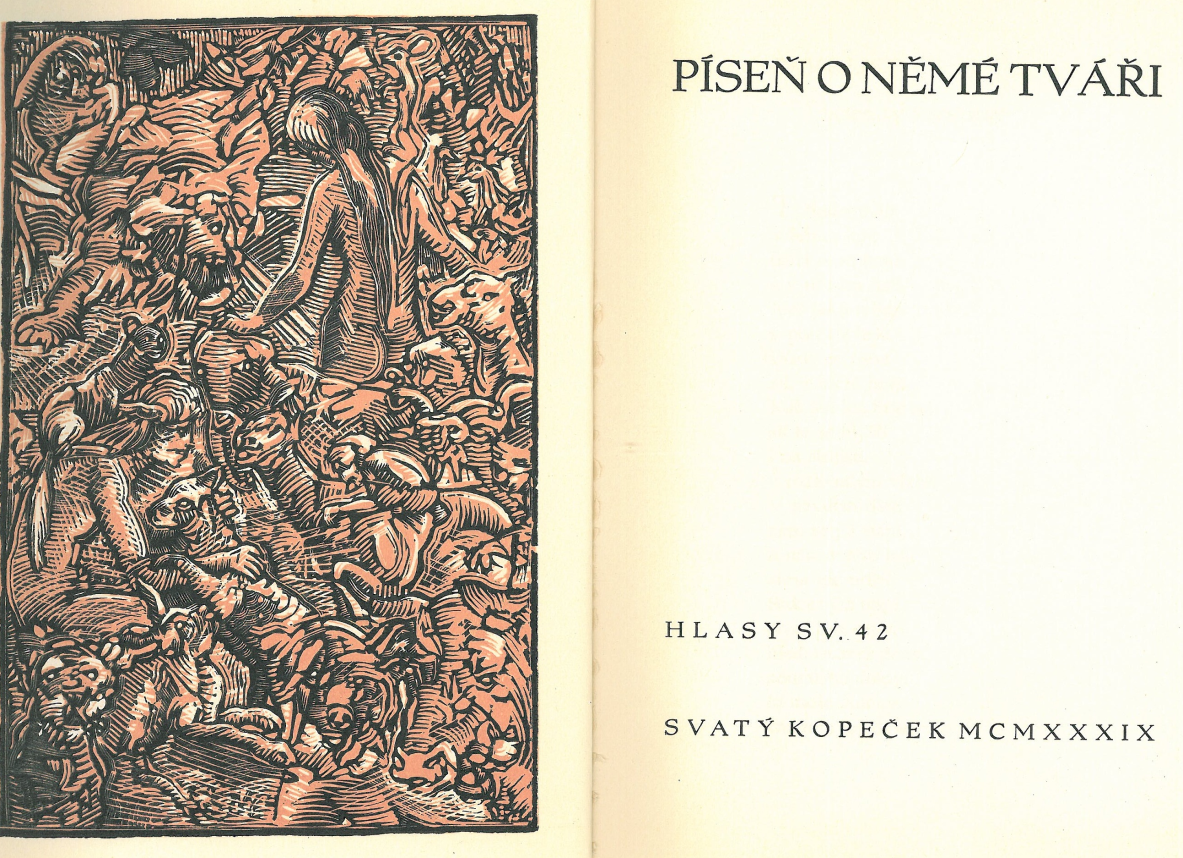 PÍSEŇ O NĚMÉ TVÁŘI
HLASY SV. 42
SVATÝ KOPEČEK MCMXXXIX